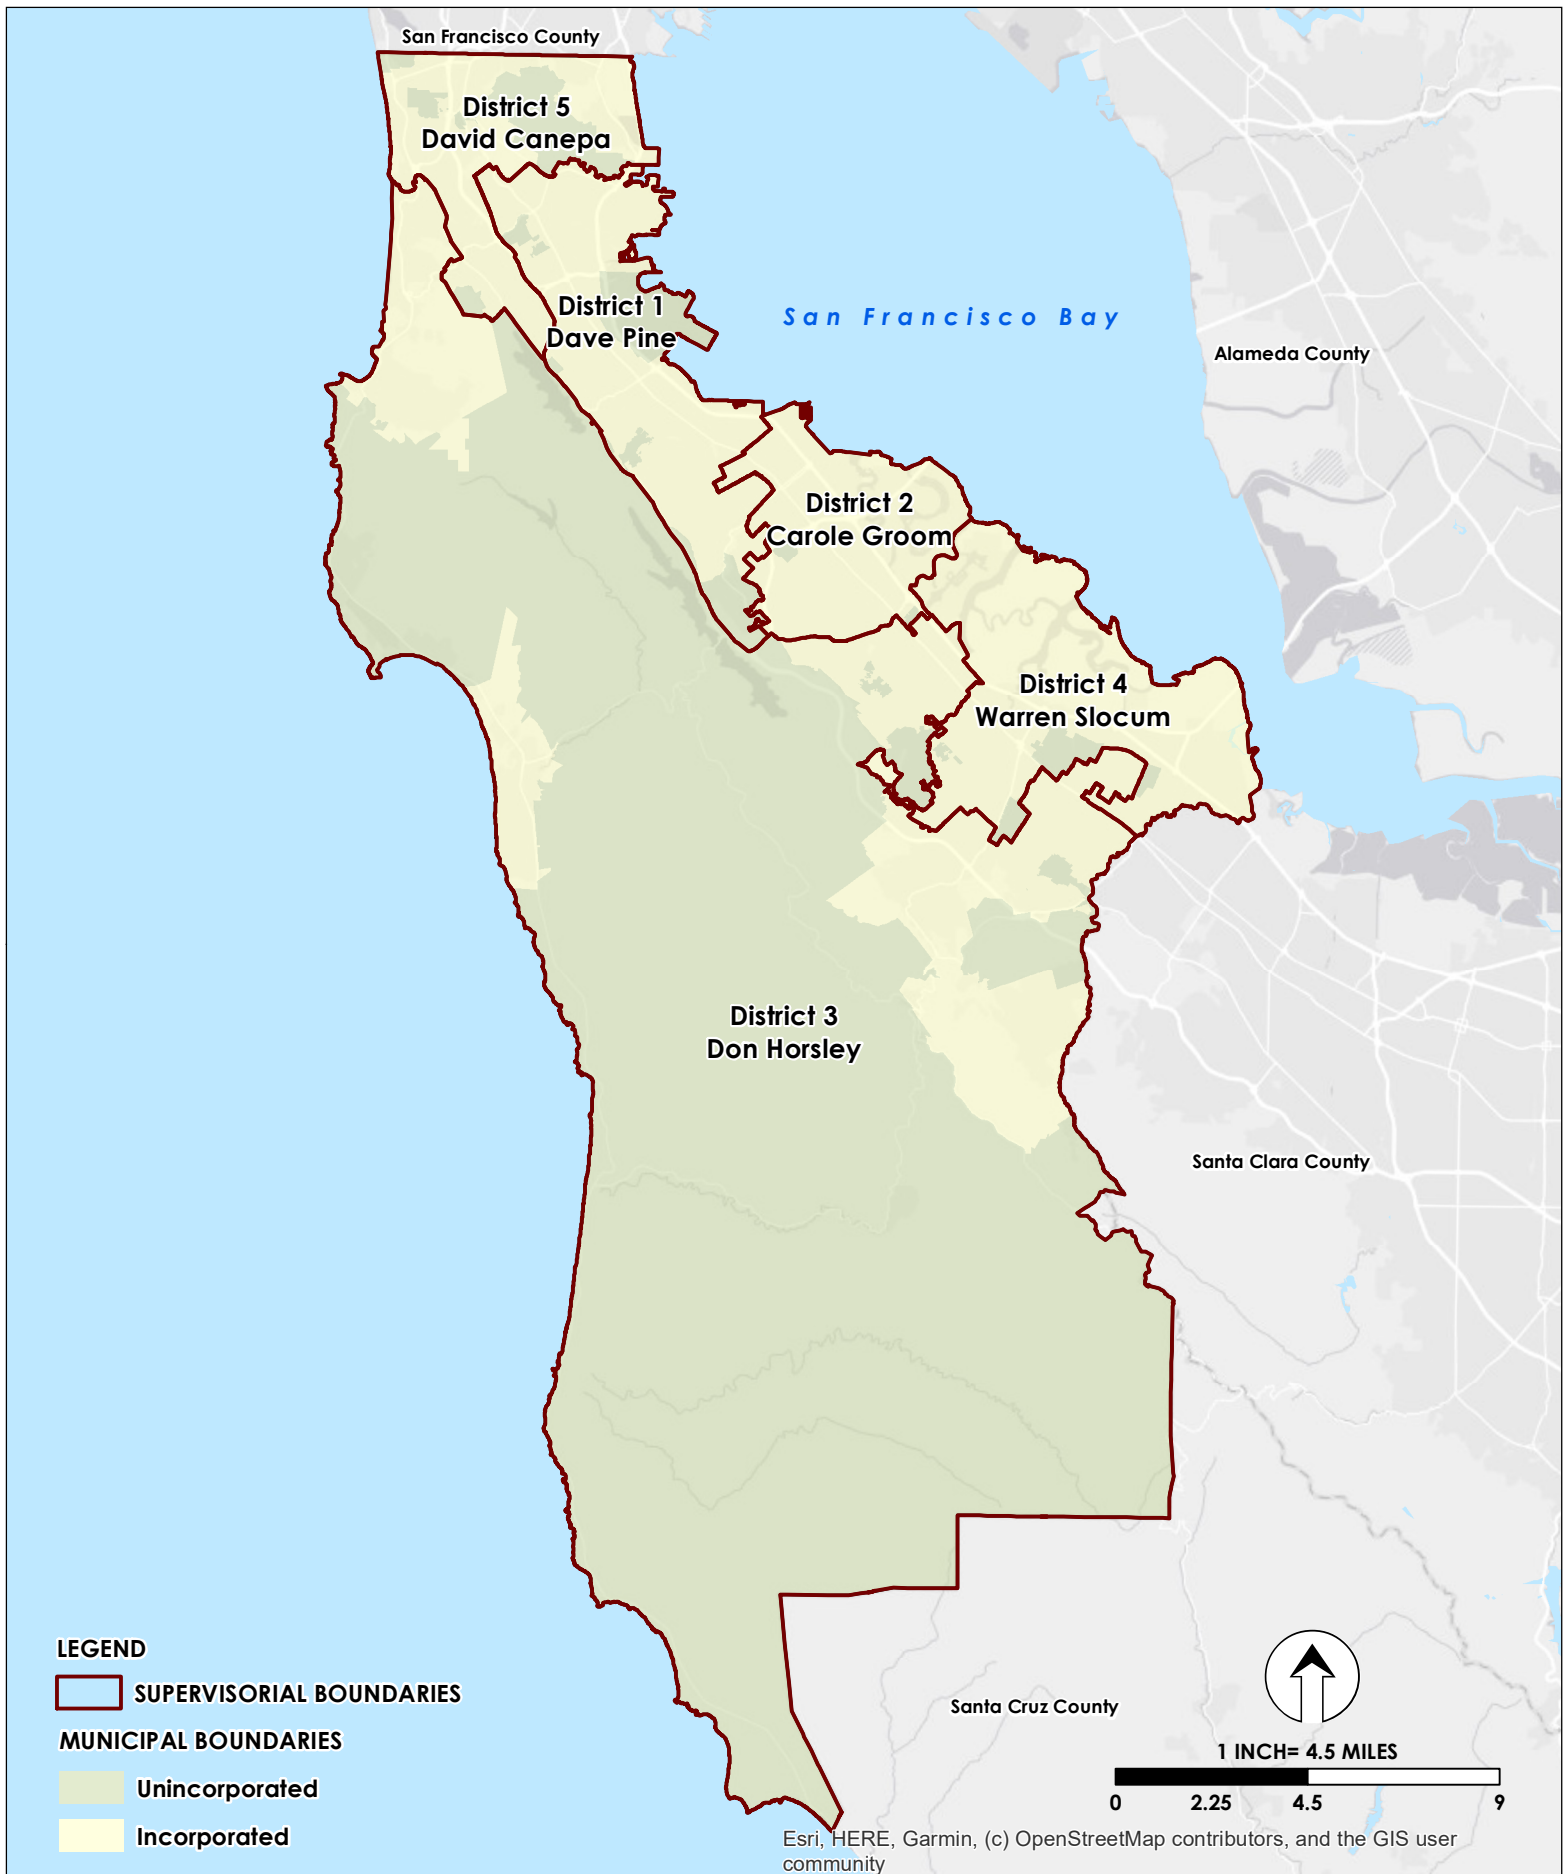 San Francisco County
District 5
David Canepa
District 1
Dave Pine
San Francisco Bay
Alameda County
District 2
Carole Groom
District 4
Warren Slocum
District 3
Don Horsley
Santa Clara County
LEGEND
SUPERVISORIAL BOUNDARIES
MUNICIPAL BOUNDARIES
Unincorporated
Incorporated
Santa Cruz County
1 INCH= 4.5 MILES
0 2.25 4.5 9
Esri, HERE, Garmin, (c) OpenStreetMap contributors, and the GIS user
community